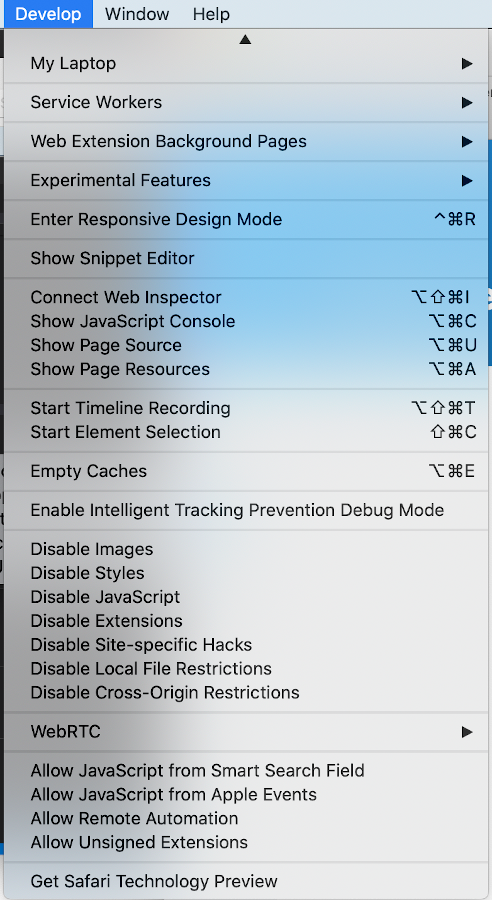 Develop Window Help
My Laptop
Service Workers
Web Extension Background Pages
Experimental Features
Enter Responsive Design Mode ^⌘R
Show Snippet Editor
Connect Web Inspector ⌥⇧⌘I
Show JavaScript Console ⌥⌘C
Show Page Source ⌥⌘U
Show Page Resources ⌥⌘A
Start Timeline Recording ⌥⇧⌘T
Start Element Selection ⇧⌘C
Empty Caches ⌥⌘E
Enable Intelligent Tracking Prevention Debug Mode
Disable Images
Disable Styles
Disable JavaScript
Disable Extensions
Disable Site-specific Hacks
Disable Local File Restrictions
Disable Cross-Origin Restrictions
WebRTC
Allow JavaScript from Smart Search Field
Allow JavaScript from Apple Events
Allow Remote Automation
Allow Unsigned Extensions
Get Safari Technology Preview